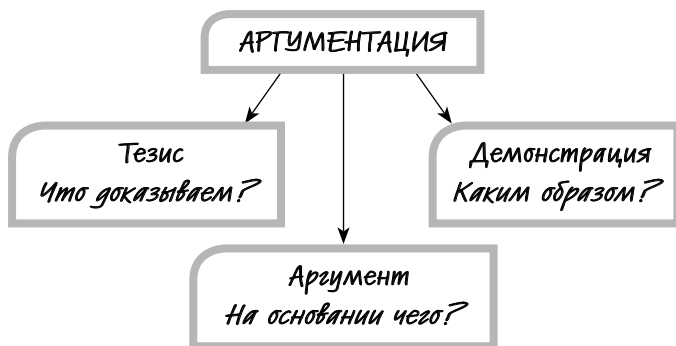 АРГУМЕНТАЦИЯ
Тезис
Что доказываем?
Демонстрация
Каким образом?
Аргумент
На основании чего?